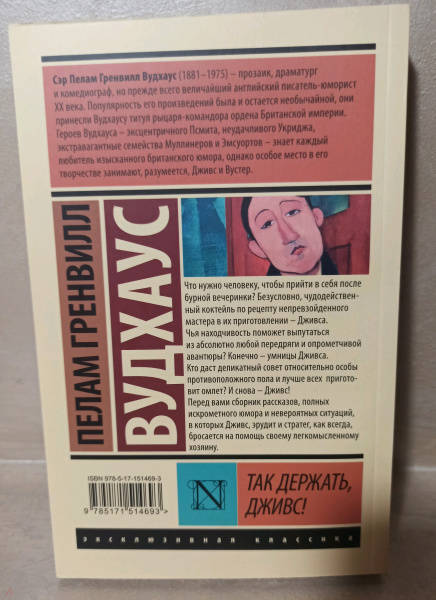 Сэр Пелам Гренвилл Вудхаус (1881–1975) – прозаик, драматург
и комедиограф, но прежде всего величайший английский писатель-юморист
XX века. Популярность его произведений была и остается необычайной, они
принесли Вудхаусу титул рыцаря-командора ордена Британской империи.
Героев Вудхауса – эксцентричного Псмита, неудачливого Укриджа,
экстравагантные семейства Муллинеров и Эмсуортов – знает каждый
любитель изысканного британского юмора, однако особое место в его
творчестве занимают, разумеется, Дживс и Вустер.
ПЕЛАМ ГРЕНВИЛЛ
ВУДХАУС
Что нужно человеку, чтобы прийти в себя после
бурной вечеринки? Безусловно, чудодействен-
ный коктейль по рецепту непревзойденного
мастера в их приготовлении – Дживса.
Чья находчивость поможет выпутаться
из абсолютно любой передряги и опрометчивой
авантюры? Конечно – умницы Дживса.
Кто даст деликатный совет относительно особы
противоположного пола и лучше всех пригото-
вит омлет? И снова – Дживс!
Перед вами сборник рассказов, полных
искрометного юмора и невероятных ситуаций,
в которых Дживс, эрудит и стратег, как всегда,
бросается на помощь своему легкомысленному
хозяину.
ISBN 978-5-17-151469-3
9 785171 514693 >
N
ТАК ДЕРЖАТЬ,
ДЖИВС!
эксклюзивная классика